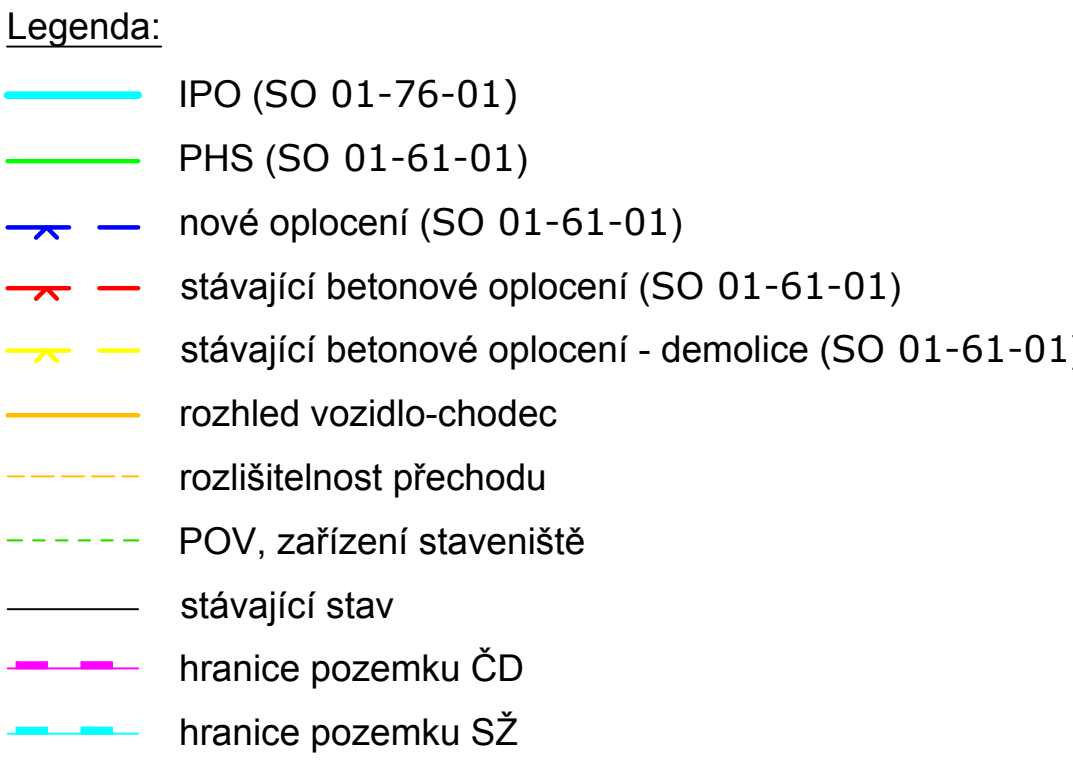 Legenda:
IPO (SO 01-76-01)
PHS (SO 01-61-01)
nové oplocení (SO 01-61-01)
stávající betonové oplocení (SO 01-61-01)
stávající betonové oplocení - demolice (SO 01-61-01)
rozhled vozidlo-chodec
rozlišitelnost přechodu
POV, zařízení staveniště
stávající stav
hranice pozemku ČD
hranice pozemku SŽ